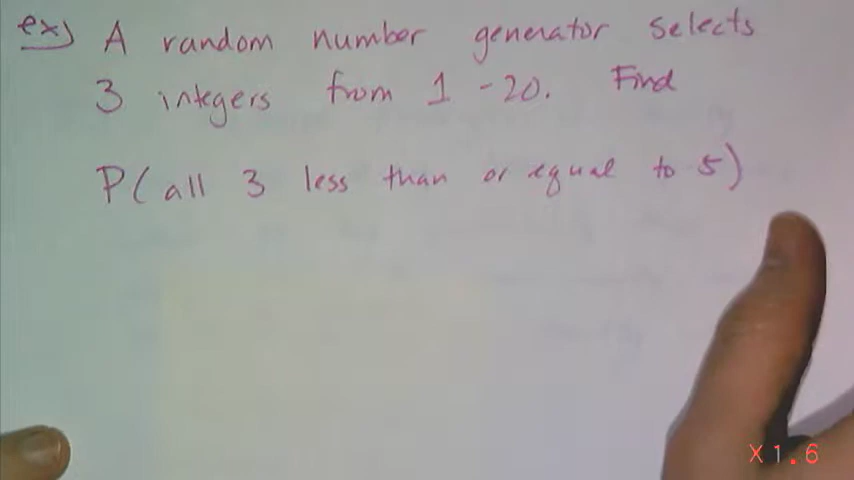 ex) A random number generator selects
3 integers from 1 - 20. Find
P(all 3 less than or equal to 5)
X1.6